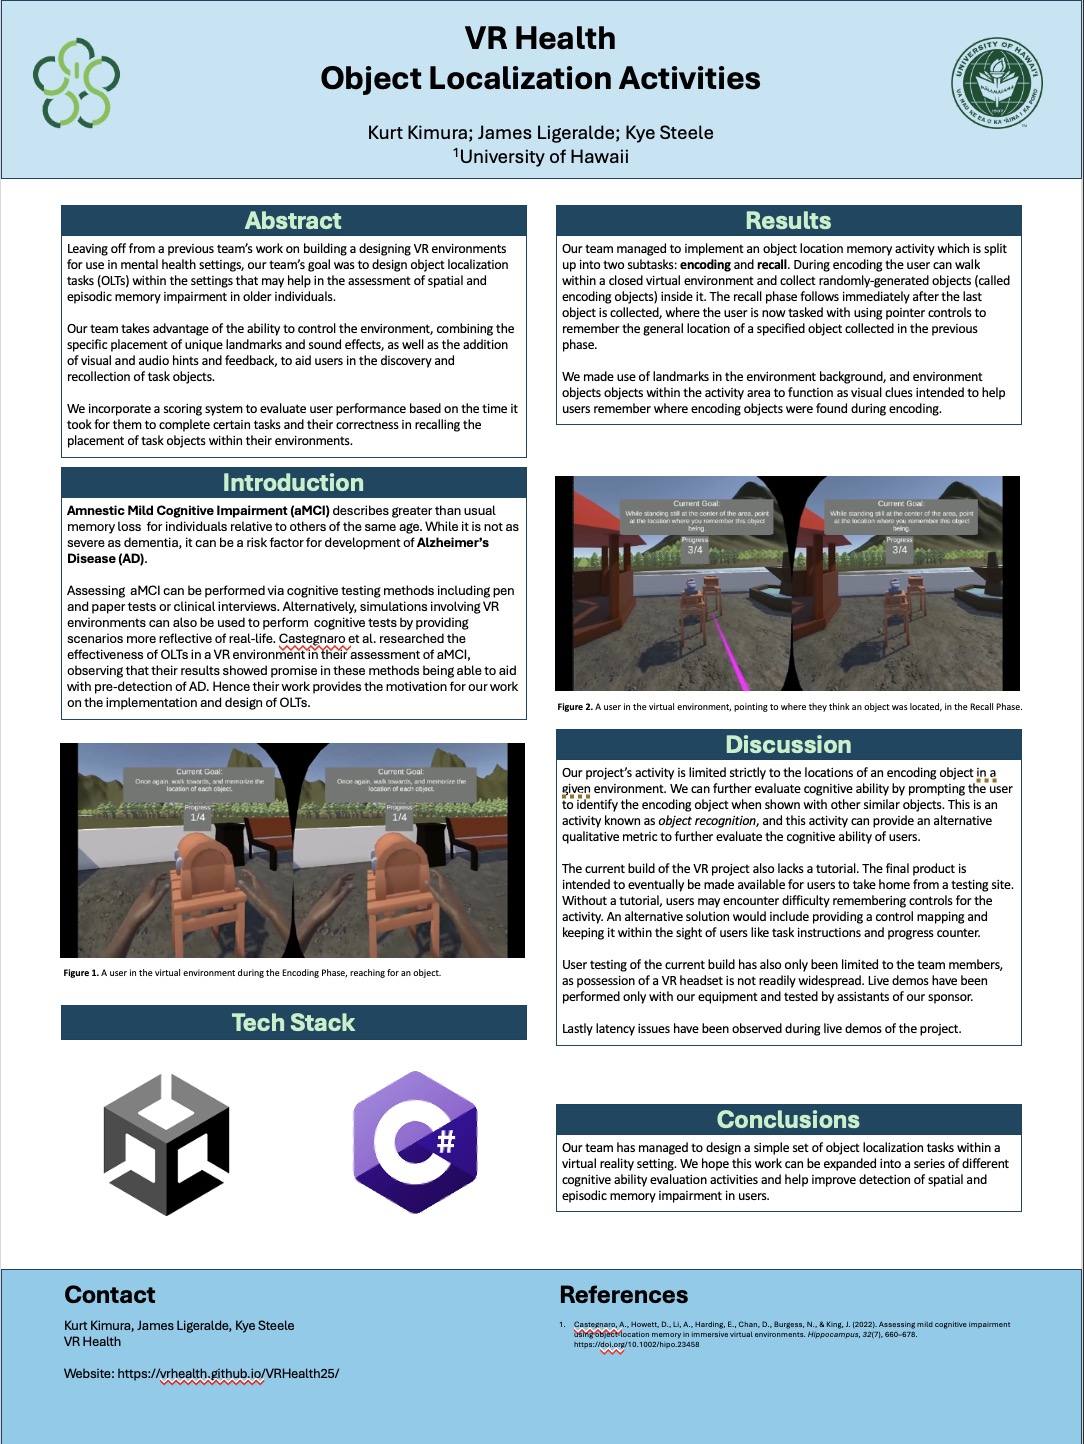 VR Health
Object Localization Activities
Kurt Kimura; James Ligeralde; Kye Steele
¹University of Hawaii
UNIVERSITY OF HAWAI‘I
MALAMALAMA
1907
Abstract
Leaving off from a previous team’s work on building a designing VR environments
for use in mental health settings, our team’s goal was to design object localization
tasks (OLTs) within the settings that may help in the assessment of spatial and
episodic memory impairment in older individuals.
Our team takes advantage of the ability to control the environment, combining the
specific placement of unique landmarks and sound effects, as well as the addition
of visual and audio hints and feedback, to aid users in the discovery and
recollection of task objects.
We incorporate a scoring system to evaluate user performance based on the time it
took for them to complete certain tasks and their correctness in recalling the
placement of task objects within their environments.
Introduction
Amnestic Mild Cognitive Impairment (aMCI) describes greater than usual
memory loss  for individuals relative to others of the same age. While it is not as
severe as dementia, it can be a risk factor for development of Alzheimer’s
Disease (AD).
Assessing  aMCI can be performed via cognitive testing methods including pen
and paper tests or clinical interviews. Alternatively, simulations involving VR
environments can also be used to perform  cognitive tests by providing
scenarios more reflective of real-life. Castegnaro et al. researched the
effectiveness of OLTs in a VR environment in their assessment of aMCI,
observing that their results showed promise in these methods being able to aid
with pre-detection of AD. Hence their work provides the motivation for our work
on the implementation and design of OLTs.
Current Goal:
Once again, walk towards, and memorize the
location of each object.
Progress
1/4
Current Goal:
Once again, walk towards, and memorize the
location of each object.
Progress
1/4
Figure 1. A user in the virtual environment during the Encoding Phase, reaching for an object.
Tech Stack
C#
Results
Our team managed to implement an object location memory activity which is split
up into two subtasks: encoding and recall. During encoding the user can walk
within a closed virtual environment and collect randomly-generated objects (called
encoding objects) inside it. The recall phase follows immediately after the last
object is collected, where the user is now tasked with using pointer controls to
remember the general location of a specified object collected in the previous
phase.
We made use of landmarks in the environment background, and environment
objects objects within the activity area to function as visual clues intended to help
users remember where encoding objects were found during encoding.
Current Goal:
While standing still at the center of the area, point
at the location where you remember this object
being.
Progress
3/4
Current Goal:
While standing still at the center of the area, point
at the location where you remember this object
being.
Progress
3/4
Figure 2. A user in the virtual environment, pointing to where they think an object was located, in the Recall Phase.
Discussion
Our project’s activity is limited strictly to the locations of an encoding object in a
given environment. We can further evaluate cognitive ability by prompting the user
to identify the encoding object when shown with other similar objects. This is an
activity known as object recognition, and this activity can provide an alternative
qualitative metric to further evaluate the cognitive ability of users.
The current build of the VR project also lacks a tutorial. The final product is
intended to eventually be made available for users to take home from a testing site.
Without a tutorial, users may encounter difficulty remembering controls for the
activity. An alternative solution would include providing a control mapping and
keeping it within the sight of users like task instructions and progress counter.
User testing of the current build has also only been limited to the team members,
as possession of a VR headset is not readily widespread. Live demos have been
performed only with our equipment and tested by assistants of our sponsor.
Lastly latency issues have been observed during live demos of the project.
Conclusions
Our team has managed to design a simple set of object localization tasks within a
virtual reality setting. We hope this work can be expanded into a series of different
cognitive ability evaluation activities and help improve detection of spatial and
episodic memory impairment in users.
Contact
Kurt Kimura, James Ligeralde, Kye Steele
VR Health
Website: https://vrhealth.github.io/VRHealth25/
References
1. Castegnaro, A., Howett, D., Li, A., Harding, E., Chan, D., Burgess, N., & King, J. (2022). Assessing mild cognitive impairment
using object-location memory in immersive virtual environments. Hippocampus, 32(7), 660–678.
https://doi.org/10.1002/hipo.23458